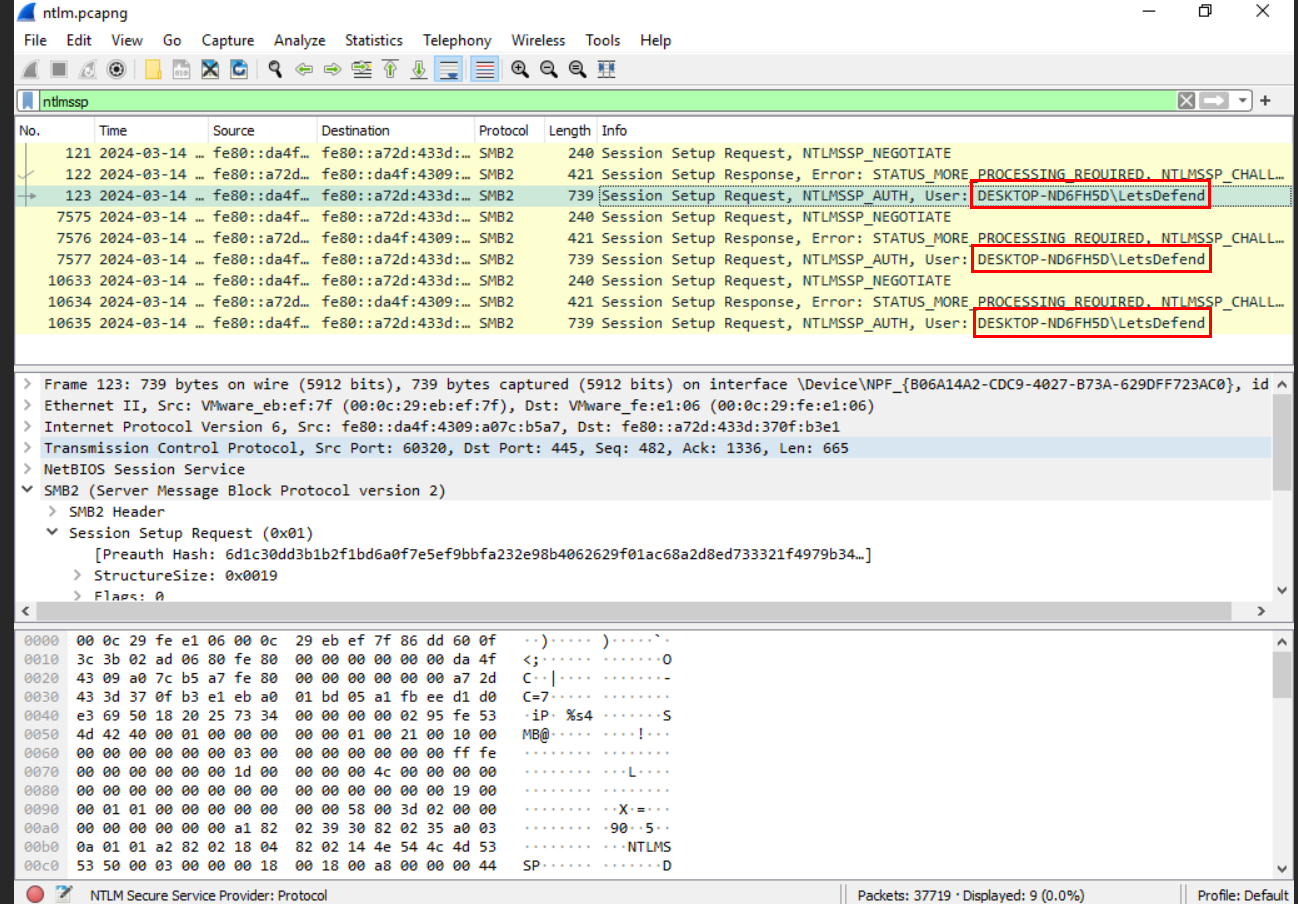 ntlm.pcapng
File Edit View Go Capture Analyze Statistics Telephony Wireless Tools Help
ntlmssp
No. Time Source Destination Protocol Length Info
121 2024-03-14 … fe80::da4f… fe80::a72d:433d:… SMB2 240 Session Setup Request, NTLMSSP_NEGOTIATE
122 2024-03-14 … fe80::a72d… fe80::da4f:4309:… SMB2 421 Session Setup Response, Error: STATUS_MORE_PROCESSING_REQUIRED, NTLMSSP_CHALL…
123 2024-03-14 … fe80::da4f… fe80::a72d:433d:… SMB2 739 Session Setup Request, NTLMSSP_AUTH, User: DESKTOP-ND6FH5D\LetsDefend
7575 2024-03-14 … fe80::da4f… fe80::a72d:433d:… SMB2 240 Session Setup Request, NTLMSSP_NEGOTIATE
7576 2024-03-14 … fe80::a72d… fe80::da4f:4309:… SMB2 421 Session Setup Response, Error: STATUS_MORE_PROCESSING_REQUIRED, NTLMSSP_CHALL…
7577 2024-03-14 … fe80::da4f… fe80::a72d:433d:… SMB2 739 Session Setup Request, NTLMSSP_AUTH, User: DESKTOP-ND6FH5D\LetsDefend
10633 2024-03-14 … fe80::da4f… fe80::a72d:433d:… SMB2 240 Session Setup Request, NTLMSSP_NEGOTIATE
10634 2024-03-14 … fe80::a72d… fe80::da4f:4309:… SMB2 421 Session Setup Response, Error: STATUS_MORE_PROCESSING_REQUIRED, NTLMSSP_CHALL…
10635 2024-03-14 … fe80::da4f… fe80::a72d:433d:… SMB2 739 Session Setup Request, NTLMSSP_AUTH, User: DESKTOP-ND6FH5D\LetsDefend
Frame 123: 739 bytes on wire (5912 bits), 739 bytes captured (5912 bits) on interface \Device\NPF_{B06A14A2-CDC9-4027-B73A-629DFF723AC0}, id
Ethernet II, Src: VMware_eb:ef:7f (00:0c:29:eb:ef:7f), Dst: VMware_fe:e1:06 (00:0c:29:fe:e1:06)
Internet Protocol Version 6, Src: fe80::da4f:4309:a07c:b5a7, Dst: fe80::a72d:433d:370f:b3e1
Transmission Control Protocol, Src Port: 60320, Dst Port: 445, Seq: 482, Ack: 1336, Len: 665
NetBIOS Session Service
SMB2 (Server Message Block Protocol version 2)
SMB2 Header
Session Setup Request (0x01)
[Preauth Hash: 6d1c30dd3b1b2f1bd6a0f7e5ef9bbfa232e98b4062629f01ac68a2d8ed733321f4979b34…]
StructureSize: 0x0019
Flags: 0
0000 00 0c 29 fe e1 06 00 0c 29 eb ef 7f 86 dd 60 0f ··)····· )·····`·
0010 3c 3b 02 ad 06 80 fe 80 00 00 00 00 00 00 da 4f <;······ ·······O
0020 43 09 a0 7c b5 a7 fe 80 00 00 00 00 00 00 a7 2d C··|···· ·······-
0030 43 3d 37 0f b3 e1 eb a0 01 bd 05 a1 fb ee d1 d0 C=7····· ········
0040 e3 69 50 18 20 25 73 34 00 00 00 00 02 95 fe 53 ·iP· %s4 ·······S
0050 4d 42 40 00 01 00 00 00 00 00 01 00 21 00 10 00 MB@····· ····!···
0060 00 00 00 00 00 00 03 00 00 00 00 00 00 00 ff fe ········ ········
0070 00 00 00 00 00 00 1d 00 00 00 00 4c 00 00 00 00 ········ ···L····
0080 00 00 00 00 00 00 00 00 00 00 00 00 00 00 19 00 ········ ········
0090 00 01 01 00 00 00 00 00 00 00 58 00 3d 02 00 00 ········ ··X·=···
00a0 00 00 00 00 00 00 a1 82 02 39 30 82 02 35 a0 03 ········ ·90··5··
00b0 0a 01 01 a2 82 02 18 04 82 02 14 4e 54 4c 4d 53 ········ ···NTLMS
00c0 53 50 00 03 00 00 00 18 00 18 00 a8 00 00 00 44 SP······ ·······D
NTLM Secure Service Provider: Protocol
Packets: 37719 · Displayed: 9 (0.0%)
Profile: Default